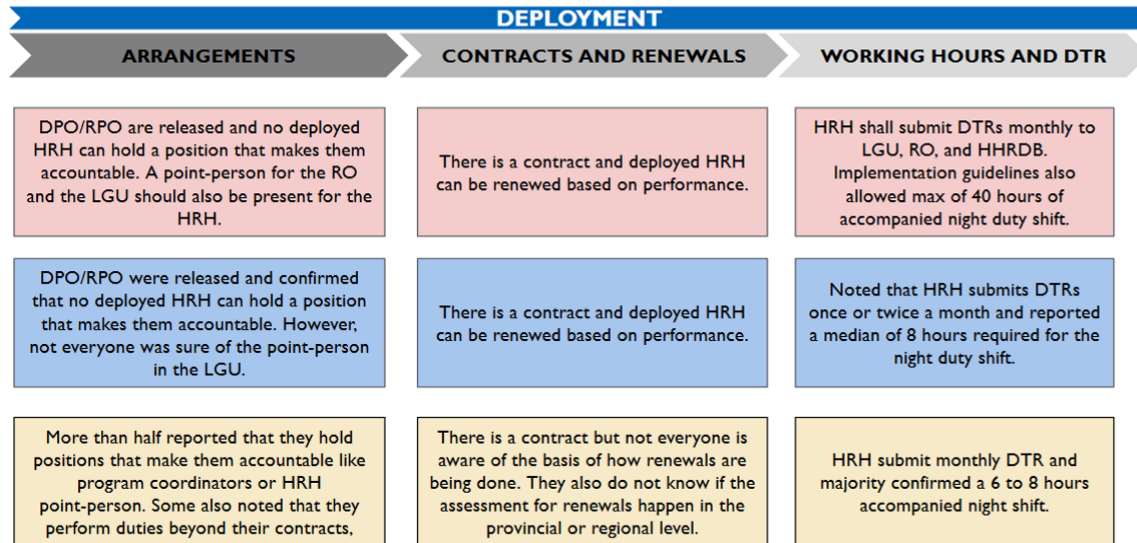 DEPLOYMENT
ARRANGEMENTS
CONTRACTS AND RENEWALS
WORKING HOURS AND DTR
DPO/RPO are released and no deployed
HRH can hold a position that makes them
accountable. A point-person for the RO
and the LGU should also be present for the
HRH.
There is a contract and deployed HRH
can be renewed based on performance.
HRH shall submit DTRs monthly to
LGU, RO, and HHRDB.
Implementation guidelines also
allowed max of 40 hours of
accompanied night duty shift.
DPO/RPO were released and confirmed
that no deployed HRH can hold a position
that makes them accountable. However,
not everyone was sure of the point-person
in the LGU.
There is a contract and deployed HRH
can be renewed based on performance.
Noted that HRH submits DTRs
once or twice a month and reported
a median of 8 hours required for the
night duty shift.
More than half reported that they hold
positions that make them accountable like
program coordinators or HRH
point-person. Some also noted that they
perform duties beyond their contracts,
There is a contract but not everyone is
aware of the basis of how renewals are
being done. They also do not know if the
assessment for renewals happen in the
provincial or regional level.
HRH submit monthly DTR and
majority confirmed a 6 to 8 hours
accompanied night shift.